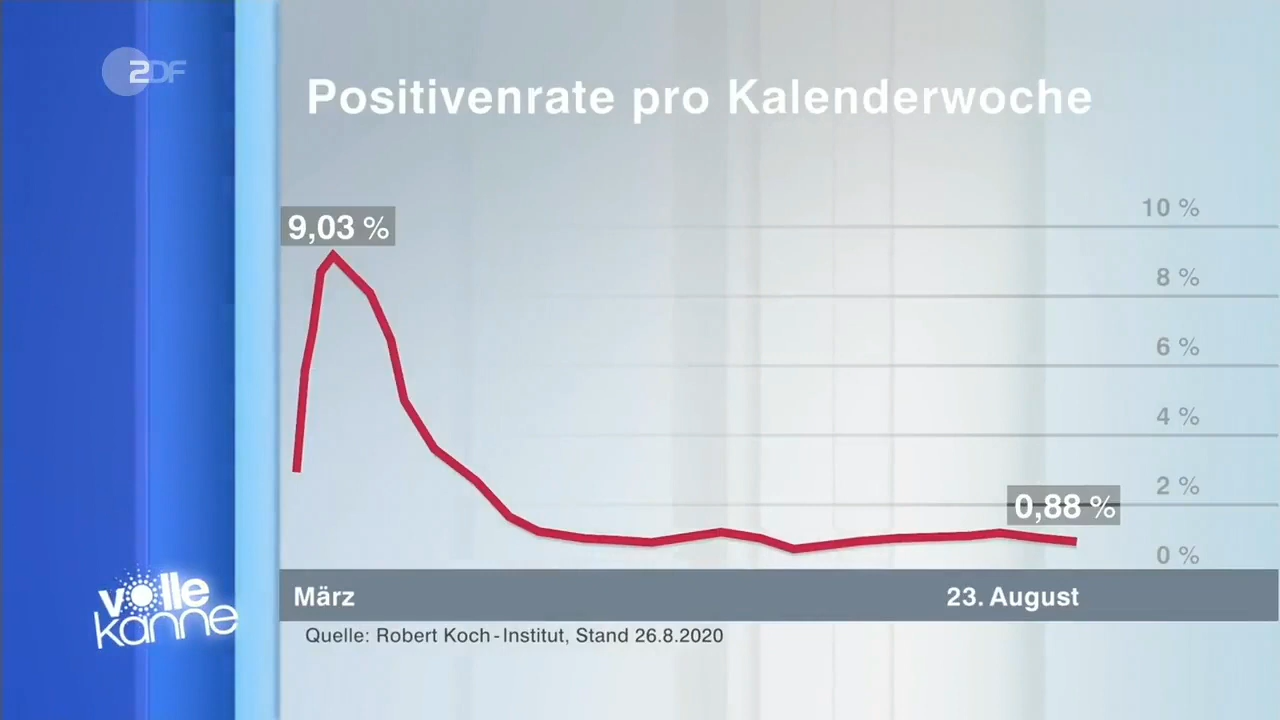 ZDF
Positivenrate pro Kalenderwoche
9,03 %
10 %
8 %
6 %
4 %
2 %
0,88 %
0 %
März
23. August
volle
kanne
Quelle: Robert Koch-Institut, Stand 26.8.2020